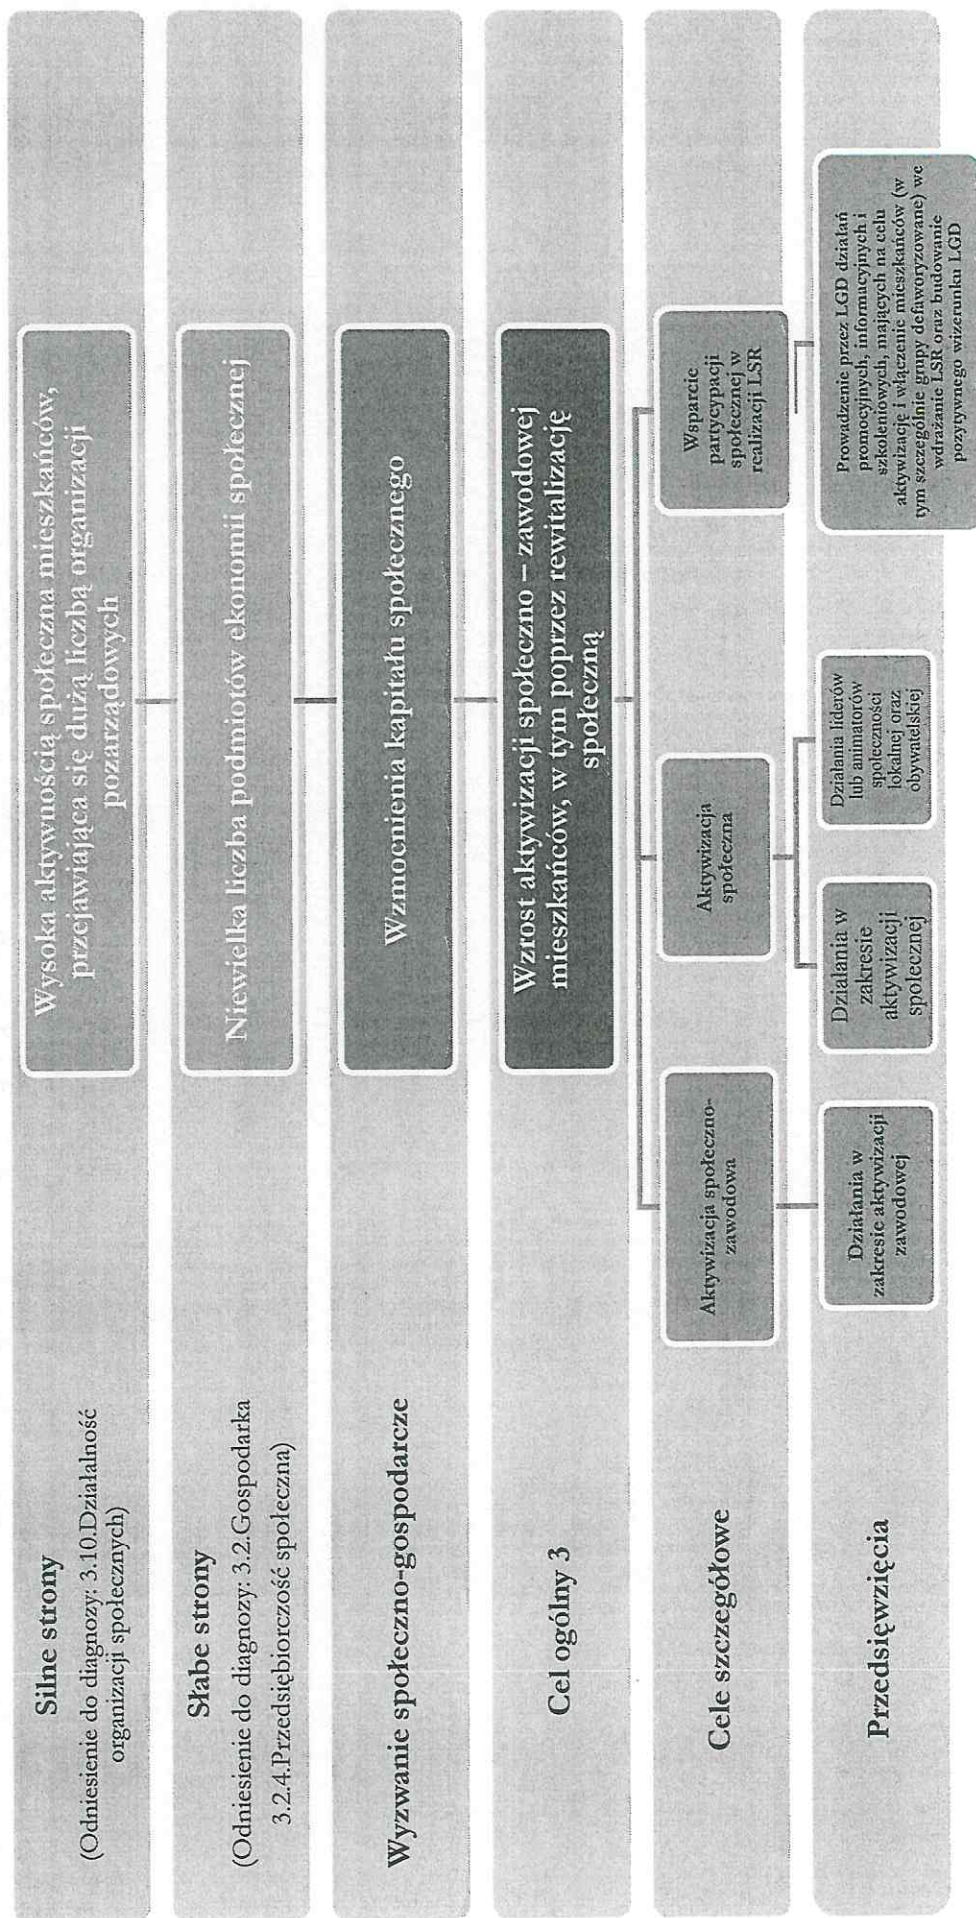 Silne strony
(Odniesienie do diagnozy: 3.10.Działalność
organizacji społecznych)
Wysoka aktywnością społeczna mieszkańców,
przejawiająca się dużą liczbą organizacji
pozarządowych
Słabe strony
(Odniesienie do diagnozy: 3.2.Gospodarka
3.2.4.Przedsiębiorczość społeczna)
Niewielka liczba podmiotów ekonomi społecznej
Wyzwanie społeczno-gospodarcze
Wzmocnienia kapitału społecznego
Cel ogólny 3
Wzrost aktywizacji społeczno – zawodowej
mieszkańców, w tym poprzez rewitalizację
społeczną
Cele szczegółowe
Aktywizacja społeczno-
zawodowa
Aktywizacja
społeczna
Wsparcie
partycypacji
społecznej w
realizacji LSR
Przedsięwzięcia
Działania w
zakresie aktywizacji
zawodowej
Działania w
zakresie
aktywizacji
społecznej
Działania liderów
lub animatorów
społeczności
lokalnej oraz
obywatelskiej
Prowadzenie przez LGD działań
promocyjnych, informacyjnych i
szkoleniowych, mających na celu
aktywizację i włączenie mieszkańców (w
tym szczególnie grupy defaworyzowane) we
wdrażanie LSR oraz budowanie
pozytywnego wizerunku LGD